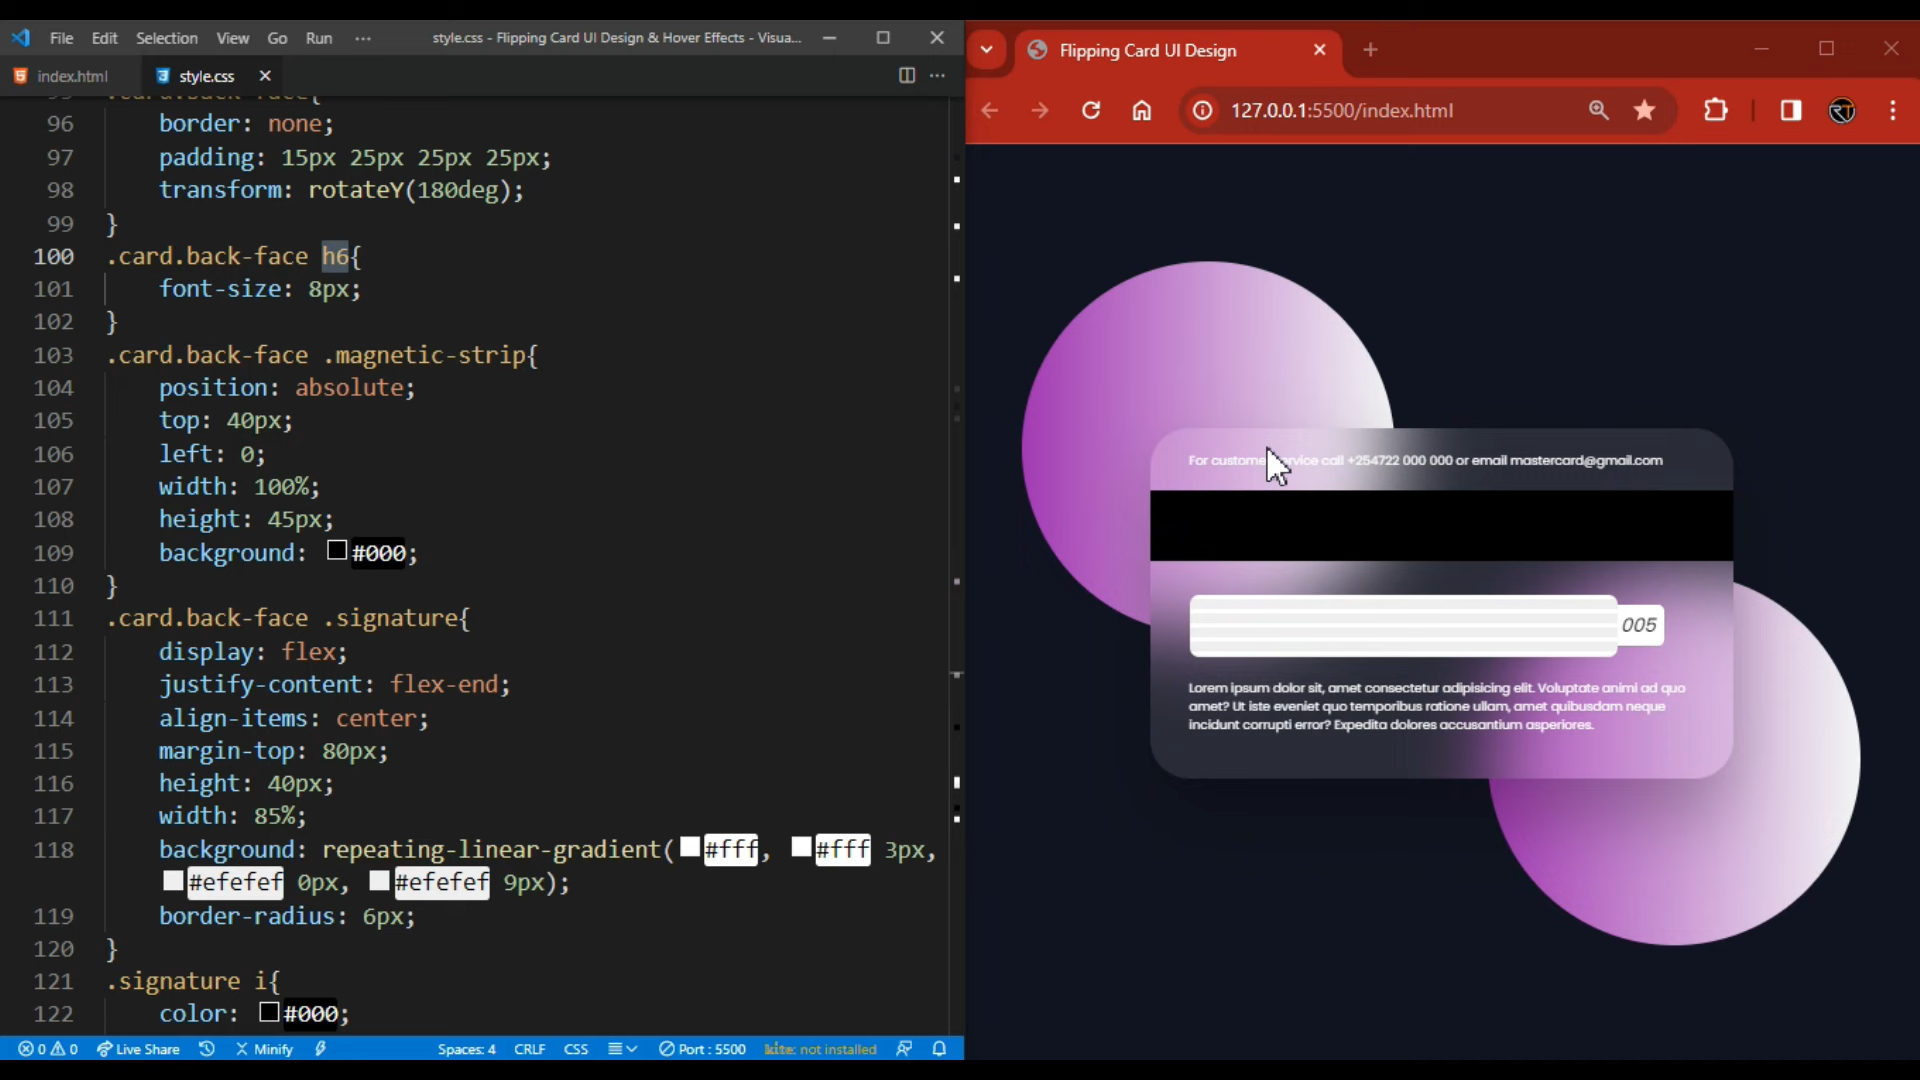 File Edit Selection View Go Run ··· style.css - Flipping Card UI Design & Hover Effects - Visua...
index.html style.css
96 border: none;
97 padding: 15px 25px 25px 25px;
98 transform: rotateY(180deg);
99 }
100 .card.back-face h6{
101 font-size: 8px;
102 }
103 .card.back-face .magnetic-strip{
104 position: absolute;
105 top: 40px;
106 left: 0;
107 width: 100%;
108 height: 45px;
109 background: #000;
110 }
111 .card.back-face .signature{
112 display: flex;
113 justify-content: flex-end;
114 align-items: center;
115 margin-top: 80px;
116 height: 40px;
117 width: 85%;
118 background: repeating-linear-gradient(#fff, #fff 3px,
#efefef 0px, #efefef 9px);
119 border-radius: 6px;
120 }
121 .signature i{
122 color: #000;
0 0 Live Share Minify Spaces: 4 CRLF CSS Port : 5500 kite: not installed
Flipping Card UI Design
127.0.0.1:5500/index.html
RT
For custome rvice call +254722 000 000 or email mastercard@gmail.com
005
Lorem ipsum dolor sit, amet consectetur adipisicing elit. Voluptate animi ad quo
amet? Ut iste eveniet quo temporibus ratione ullam, amet quibusdam neque
incidunt corrupti error? Expedita dolores accusantium asperiores.